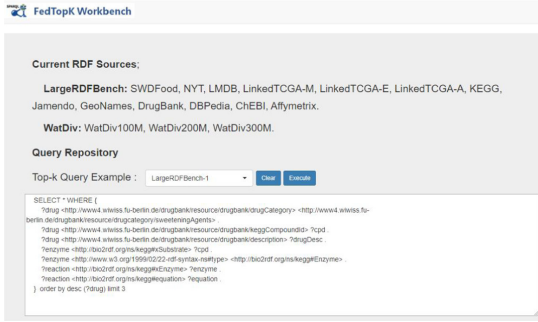 FedTopK Workbench
Current RDF Sources;
LargeRDFBench: SWDFood, NYT, LMDB, LinkedTCGA-M, LinkedTCGA-E, LinkedTCGA-A, KEGG,
Jamendo, GeoNames, DrugBank, DBPedia, ChEBI, Affymetrix.
WatDiv: WatDiv100M, WatDiv200M, WatDiv300M.
Query Repository
Top-k Query Example : LargeRDFBench-1 Clear Execute
SELECT * WHERE {
?drug <http://www4.wiwiss.fu-berlin.de/drugbank/resource/drugbank/drugCategory> <http://www4.wiwiss.fu-
berlin.de/drugbank/resource/drugcategory/sweeteningAgents> .
?drug <http://www4.wiwiss.fu-berlin.de/drugbank/resource/drugbank/keggCompoundId> ?cpd .
?drug <http://www4.wiwiss.fu-berlin.de/drugbank/resource/drugbank/description> ?drugDesc .
?enzyme <http://bio2rdf.org/ns/kegg#xSubstrate> ?cpd .
?enzyme <http://www.w3.org/1999/02/22-rdf-syntax-ns#type> <http://bio2rdf.org/ns/kegg#Enzyme> .
?reaction <http://bio2rdf.org/ns/kegg#xEnzyme> ?enzyme .
?reaction <http://bio2rdf.org/ns/kegg#equation> ?equation .
} order by desc (?drug) limit 3